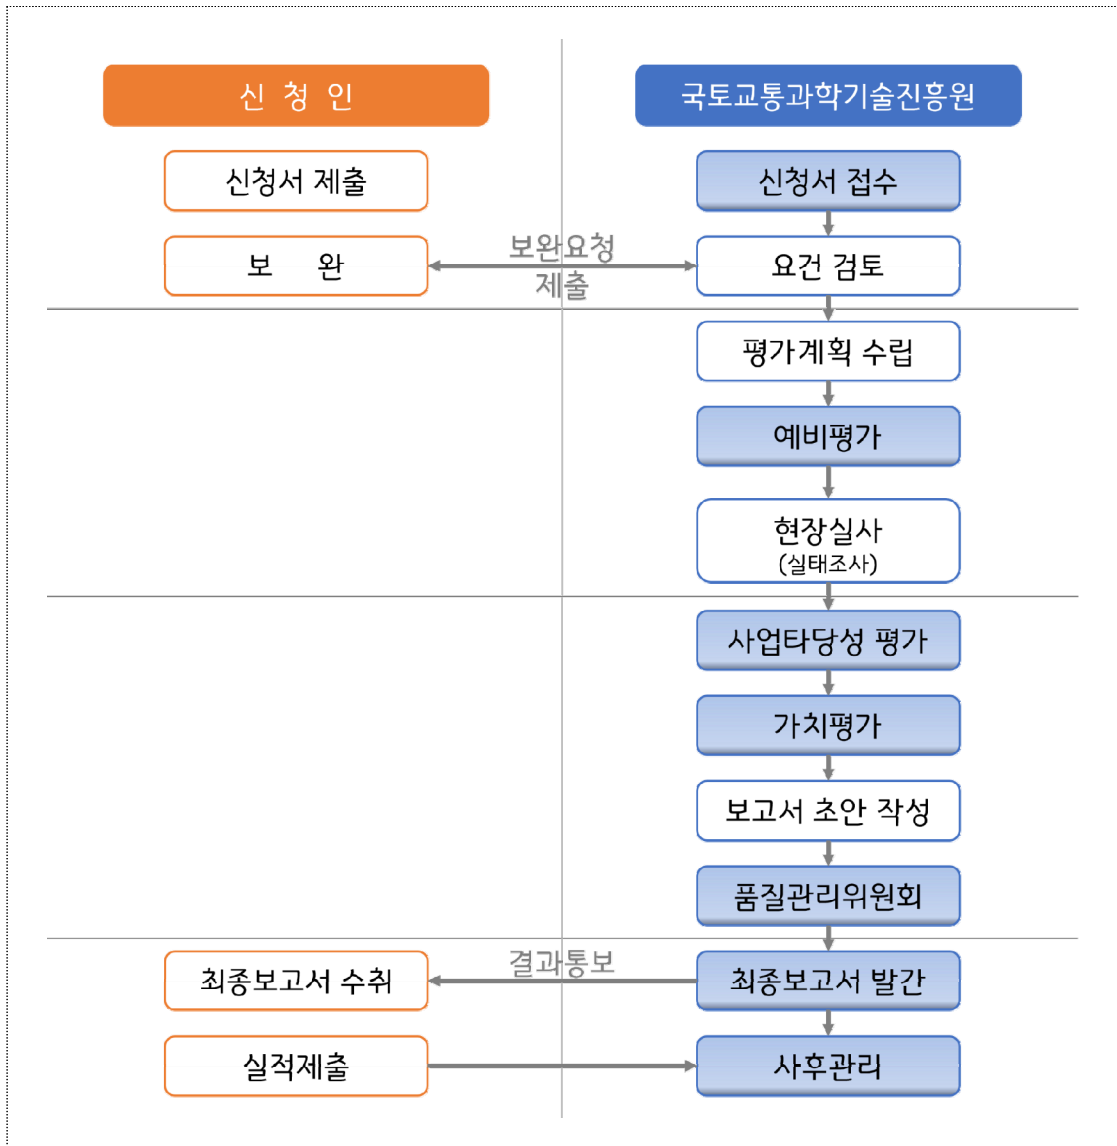 신 청 인
국토교통과학기술진흥원
신청서 제출
신청서 접수
보 완
보완요청
제출
요건 검토
평가계획 수립
예비평가
현장실사
(실태조사)
사업타당성 평가
가치평가
보고서 초안 작성
품질관리위원회
최종보고서 수취
결과통보
최종보고서 발간
실적제출
사후관리